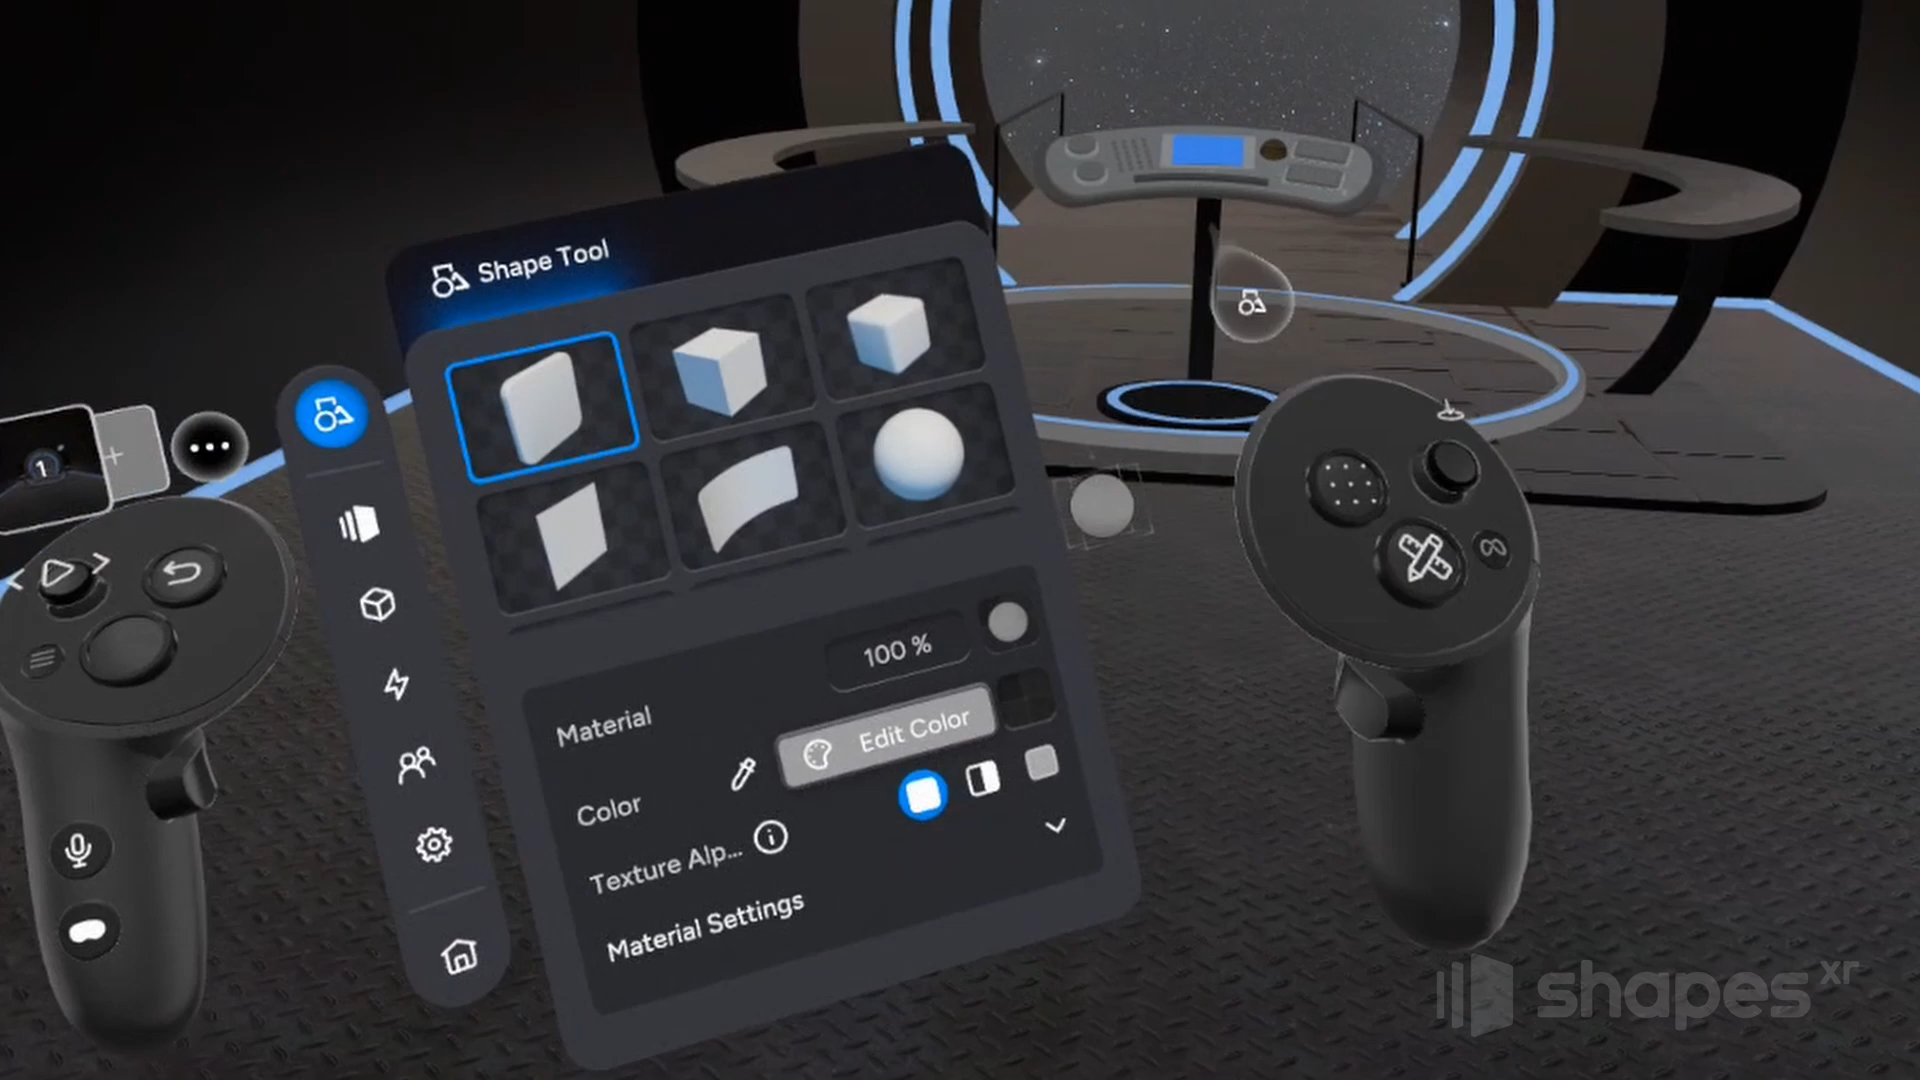 Shape Tool
1
100 %
Material
Edit Color
Color
Texture Alp...
Material Settings
shapes xr